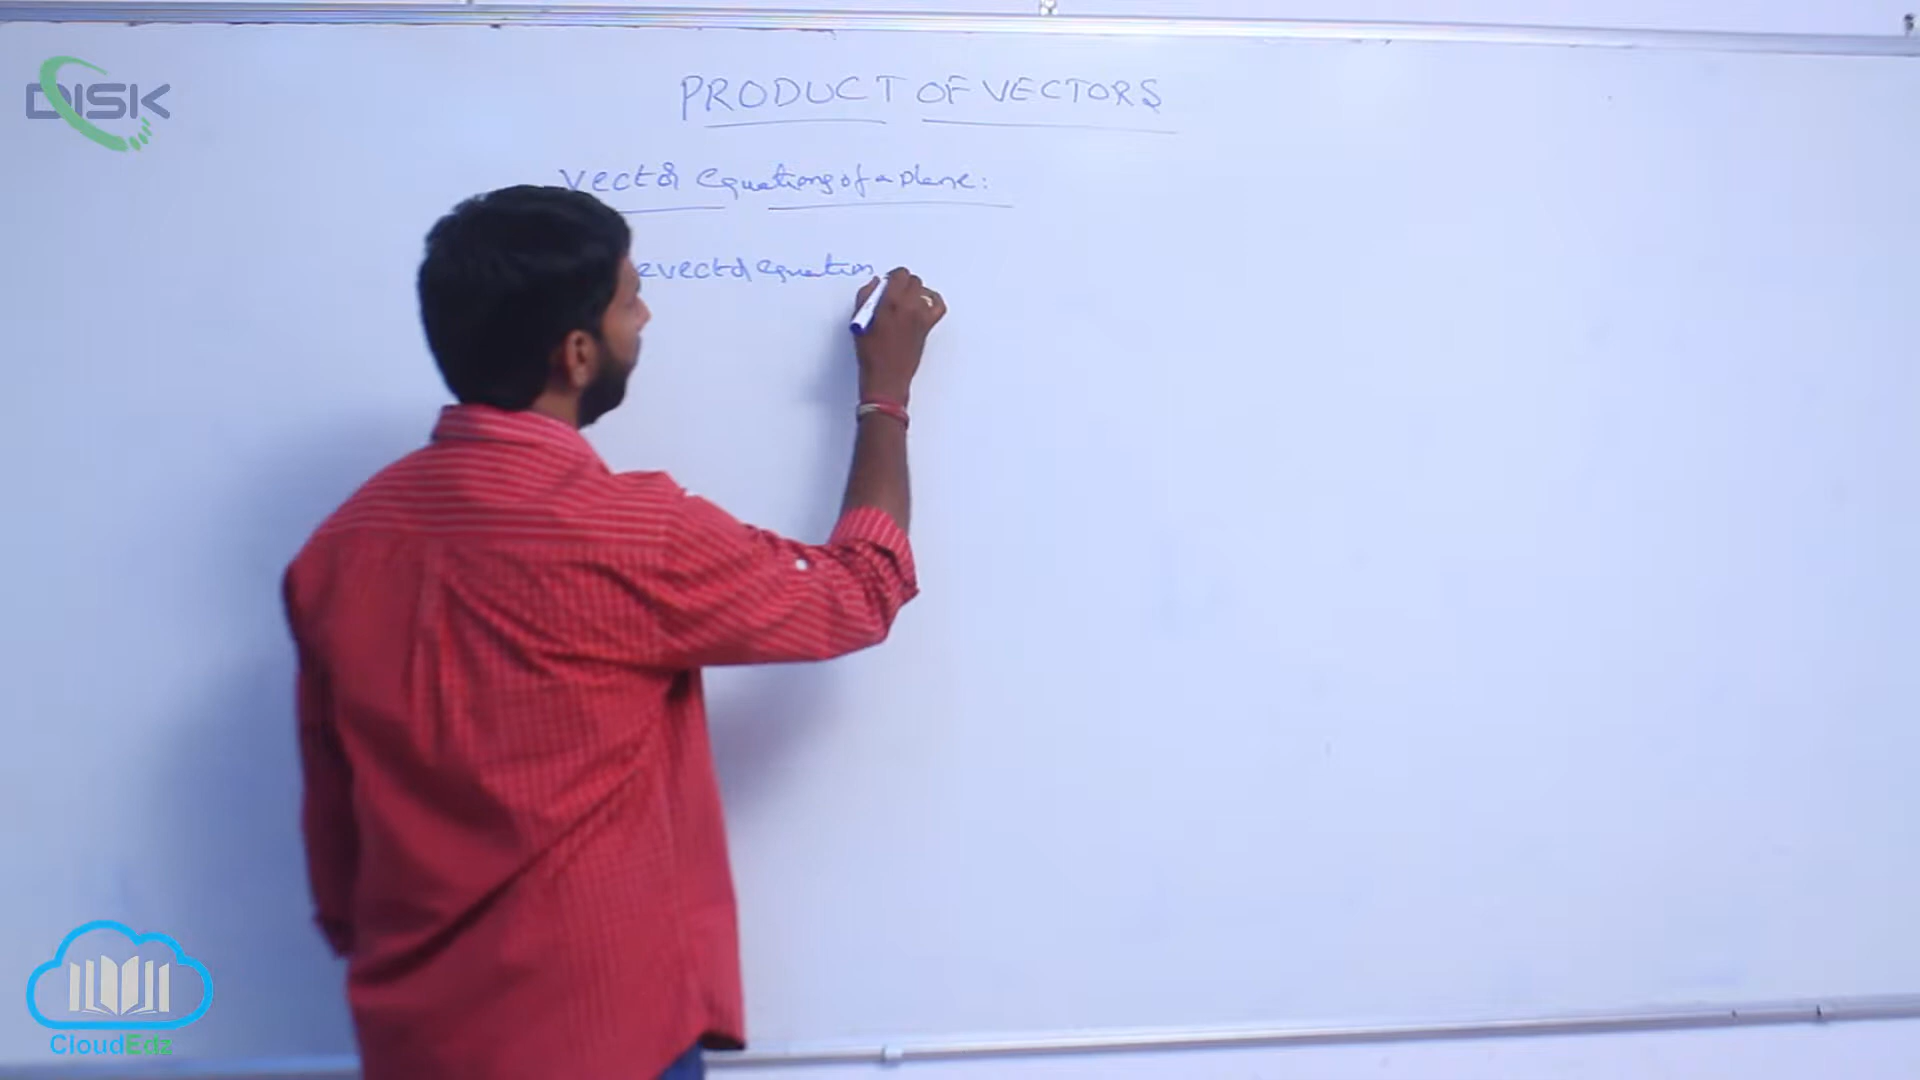 DISK
PRODUCT OF VECTORS
Vector Equations of a plane:
vector equation
CloudEdz